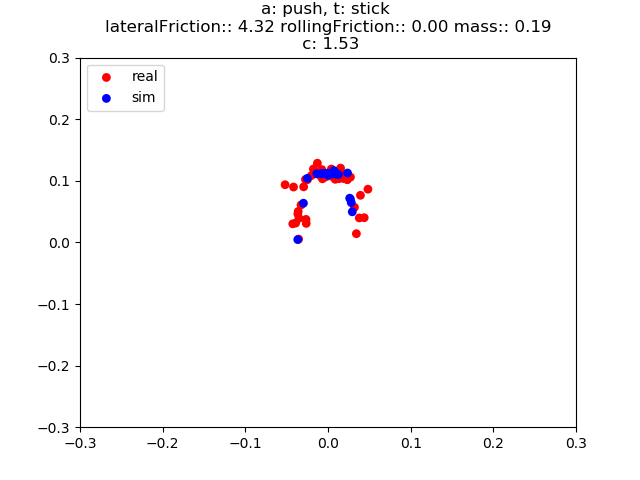 a: push, t: stick
lateralFriction:: 4.32 rollingFriction:: 0.00 mass:: 0.19
c: 1.53
real
sim
0.3
0.2
0.1
0.0
−0.1
−0.2
−0.3
−0.3 −0.2 −0.1 0.0 0.1 0.2 0.3